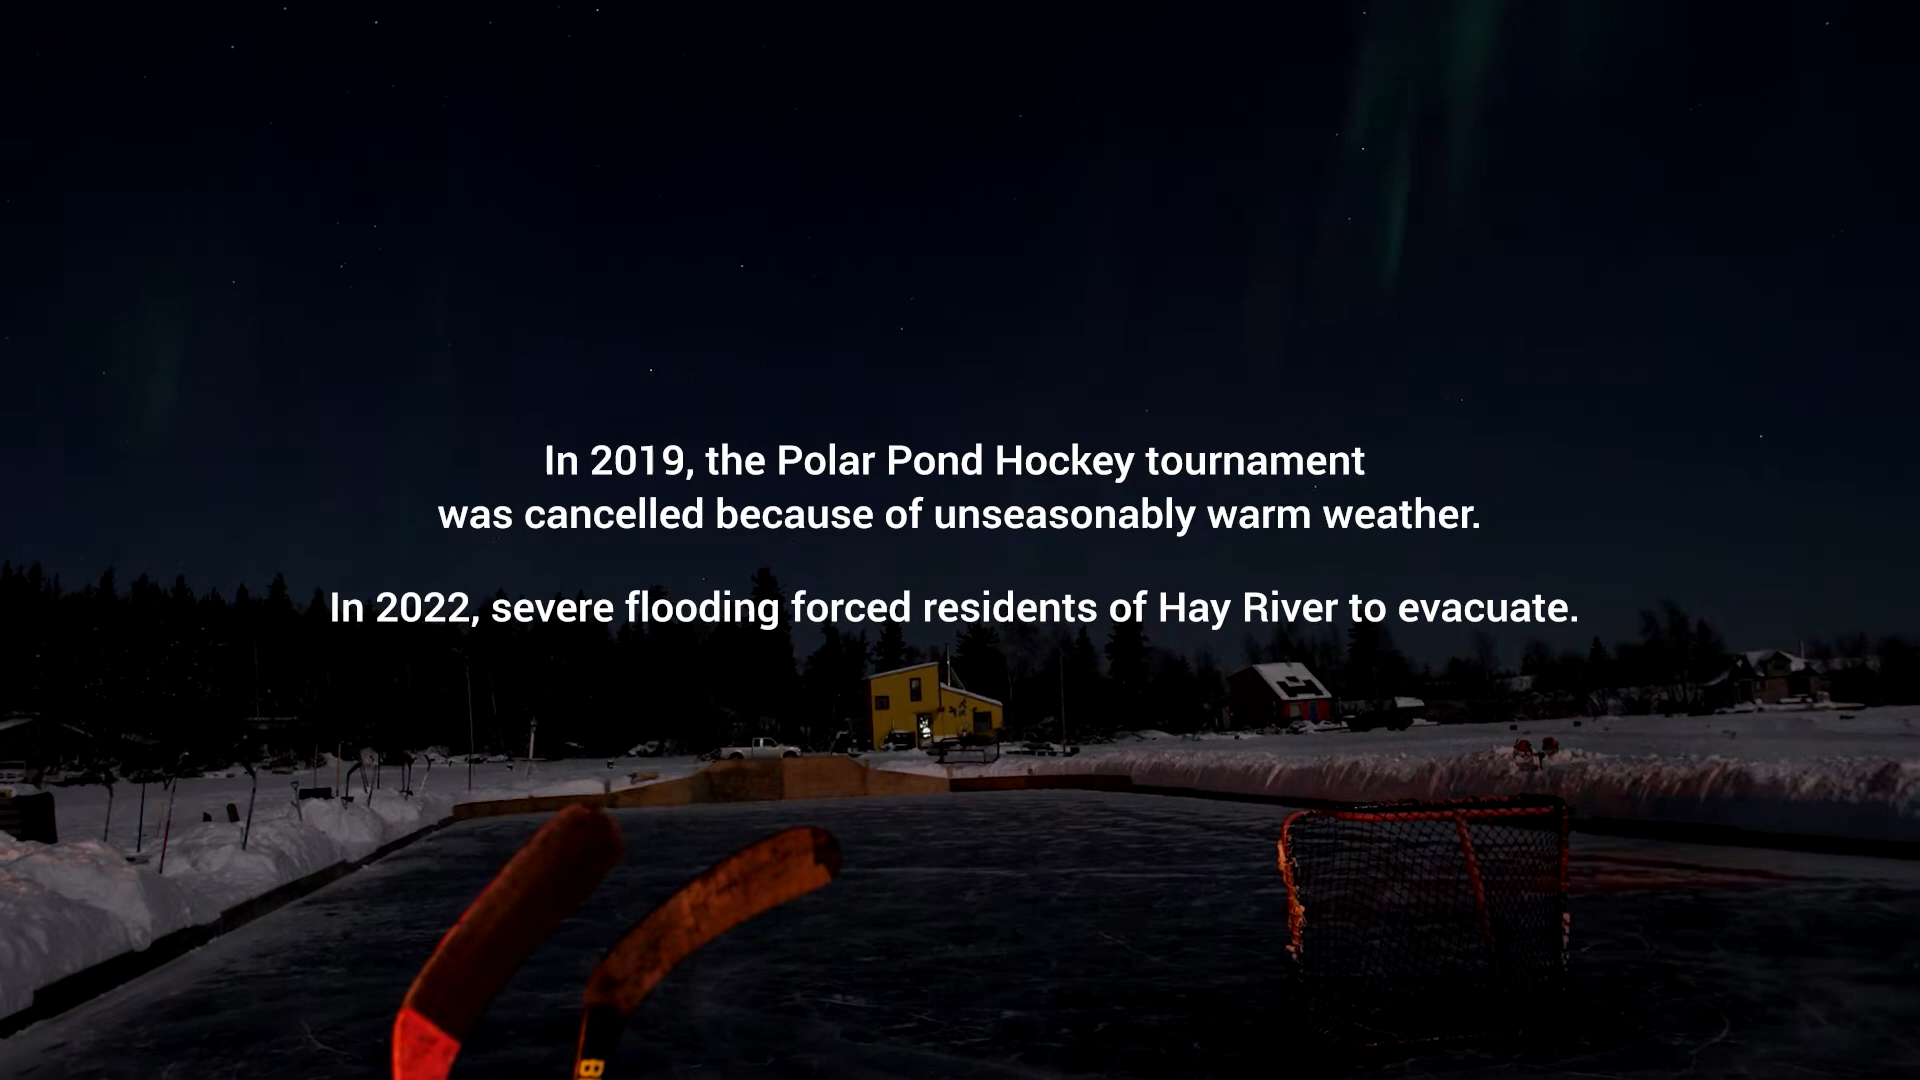 In 2019, the Polar Pond Hockey tournament
was cancelled because of unseasonably warm weather.
In 2022, severe flooding forced residents of Hay River to evacuate.